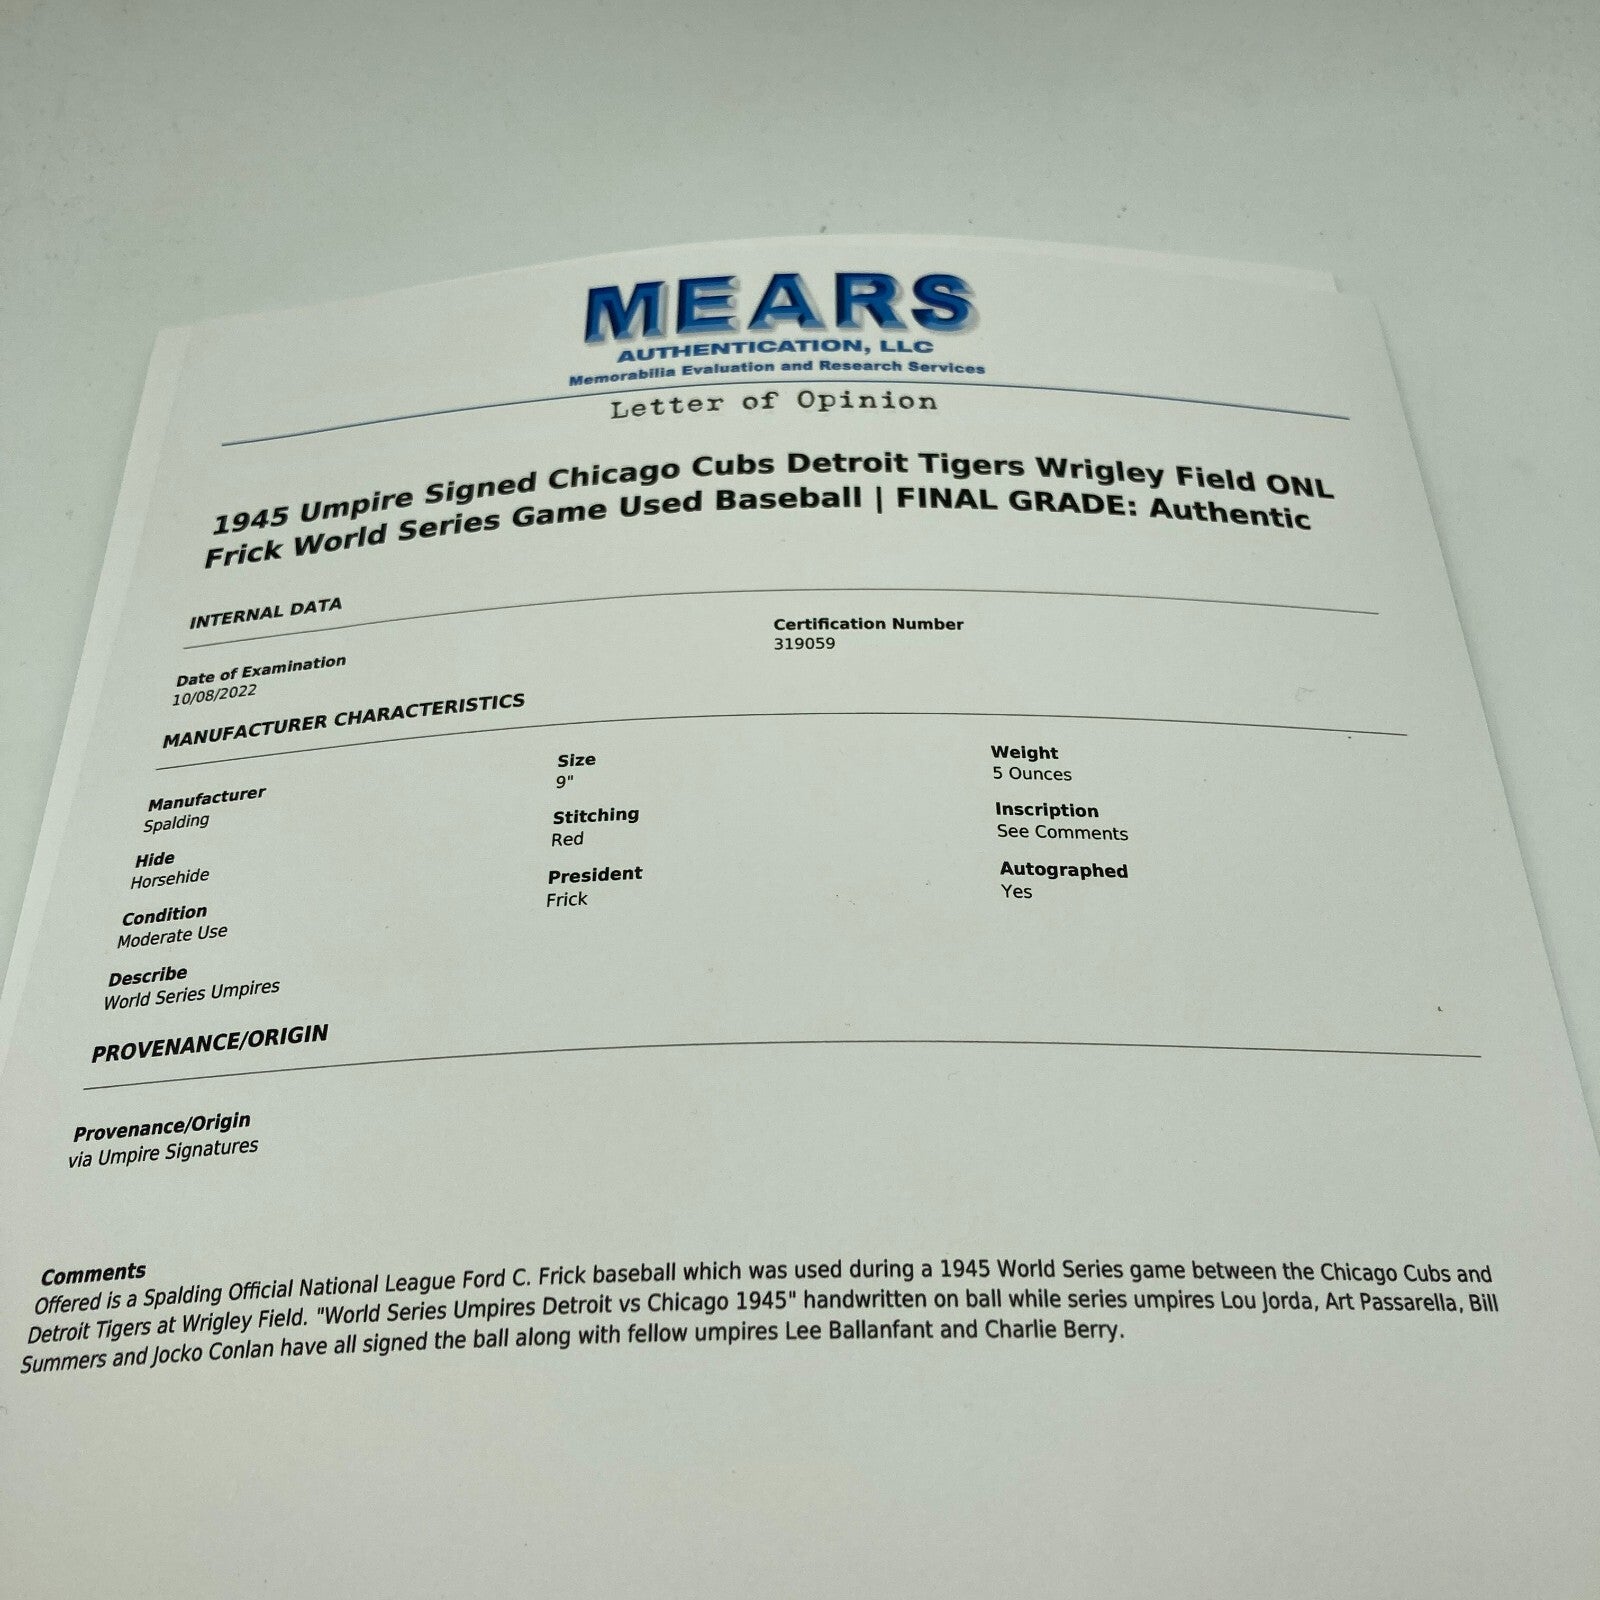 MEARS
AUTHENTICATION, LLC
Memorabilia Evaluation and Research Services
Letter of Opinion
1945 Umpire Signed Chicago Cubs Detroit Tigers Wrigley Field ONL
Frick World Series Game Used Baseball | FINAL GRADE: Authentic
INTERNAL DATA
Date of Examination
10/08/2022
Certification Number
319059
MANUFACTURER CHARACTERISTICS
Manufacturer
Spalding
Size
9"
Weight
5 Ounces
Hide
Horsehide
Stitching
Red
Inscription
See Comments
Condition
Moderate Use
President
Frick
Autographed
Yes
Describe
World Series Umpires
PROVENANCE/ORIGIN
Provenance/Origin
via Umpire Signatures
Comments
Offered is a Spalding Official National League Ford C. Frick baseball which was used during a 1945 World Series game between the Chicago Cubs and
Detroit Tigers at Wrigley Field. "World Series Umpires Detroit vs Chicago 1945" handwritten on ball while series umpires Lou Jorda, Art Passarella, Bill
Summers and Jocko Conlan have all signed the ball along with fellow umpires Lee Ballanfant and Charlie Berry.